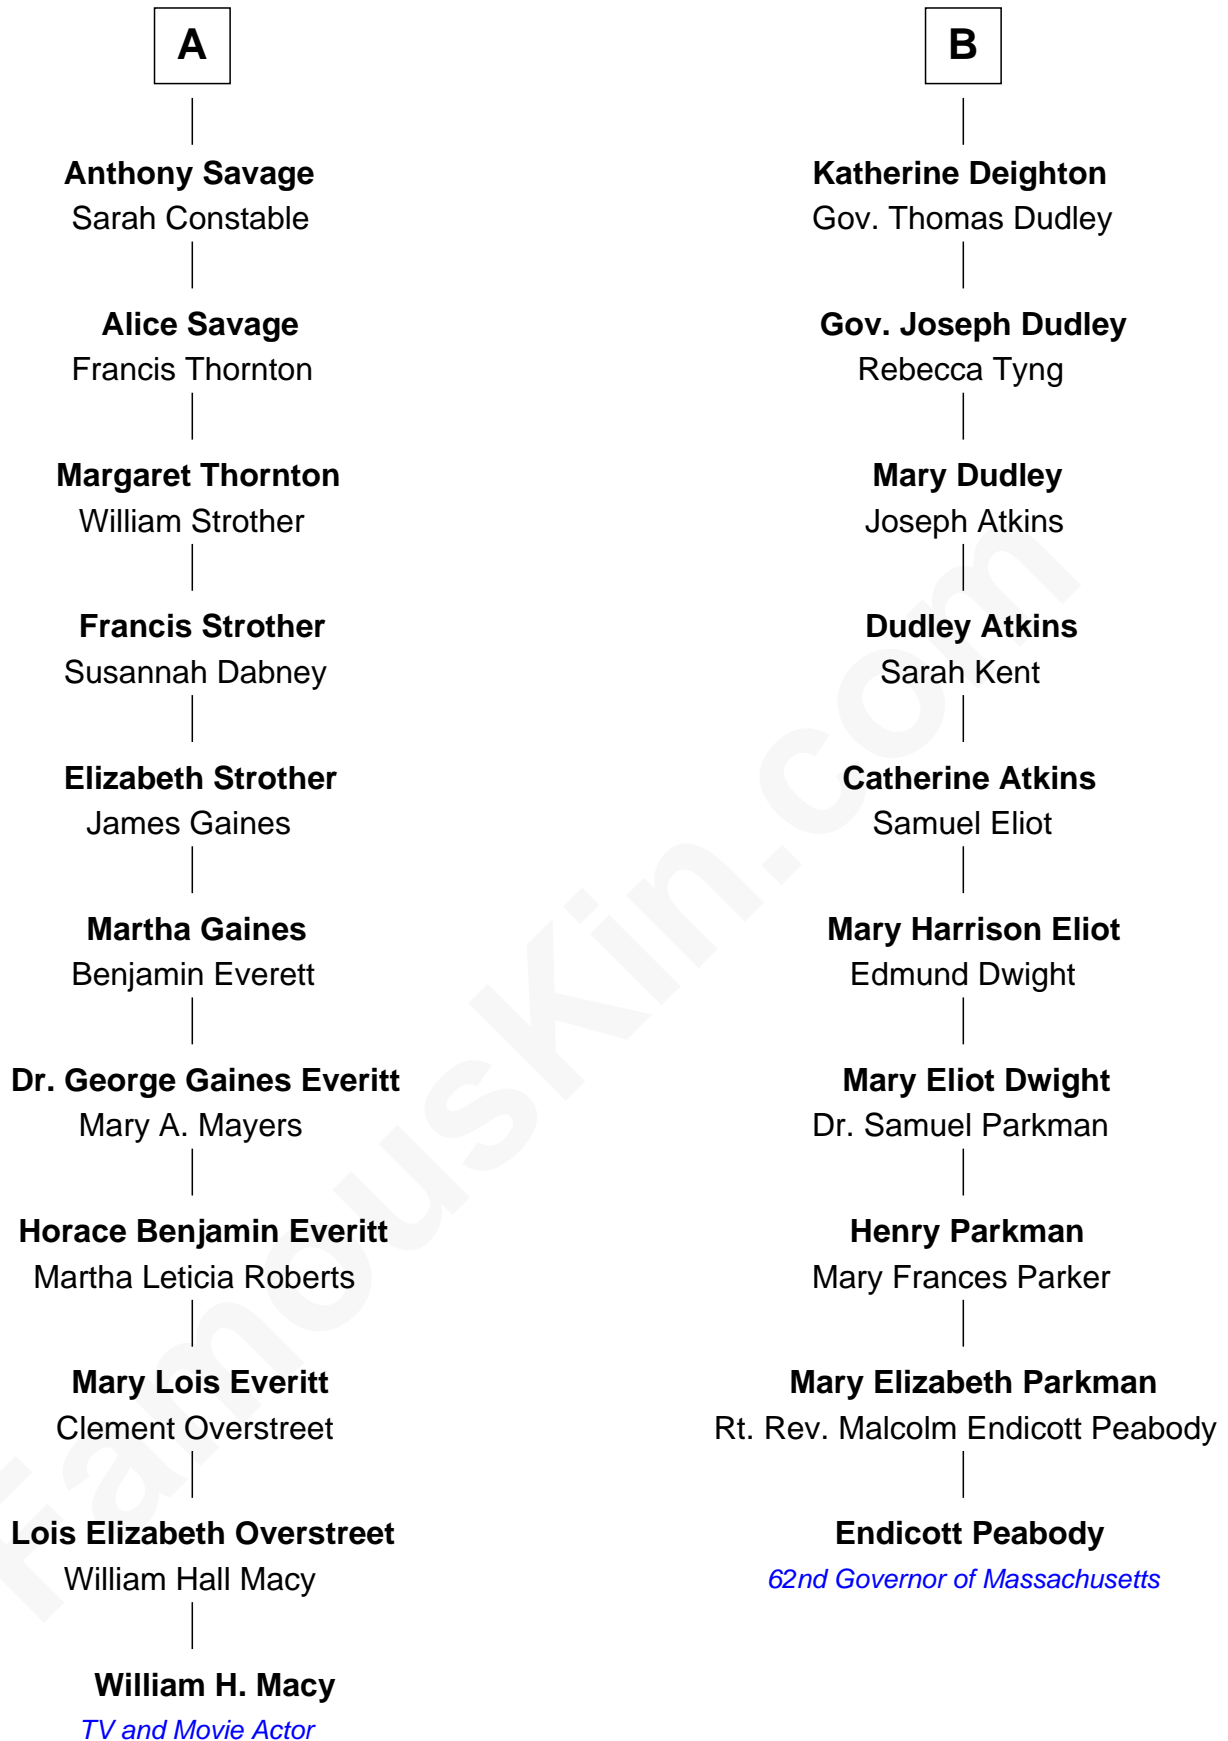 A
Anthony Savage
Sarah Constable
Alice Savage
Francis Thornton
Margaret Thornton
William Strother
Francis Strother
Susannah Dabney
Elizabeth Strother
James Gaines
Martha Gaines
Benjamin Everett
Dr. George Gaines Everitt
Mary A. Mayers
Horace Benjamin Everitt
Martha Leticia Roberts
Mary Lois Everitt
Clement Overstreet
Lois Elizabeth Overstreet
William Hall Macy
William H. Macy
TV and Movie Actor
B
Katherine Deighton
Gov. Thomas Dudley
Gov. Joseph Dudley
Rebecca Tyng
Mary Dudley
Joseph Atkins
Dudley Atkins
Sarah Kent
Catherine Atkins
Samuel Eliot
Mary Harrison Eliot
Edmund Dwight
Mary Eliot Dwight
Dr. Samuel Parkman
Henry Parkman
Mary Frances Parker
Mary Elizabeth Parkman
Rt. Rev. Malcolm Endicott Peabody
Endicott Peabody
62nd Governor of Massachusetts
FamousKin.com